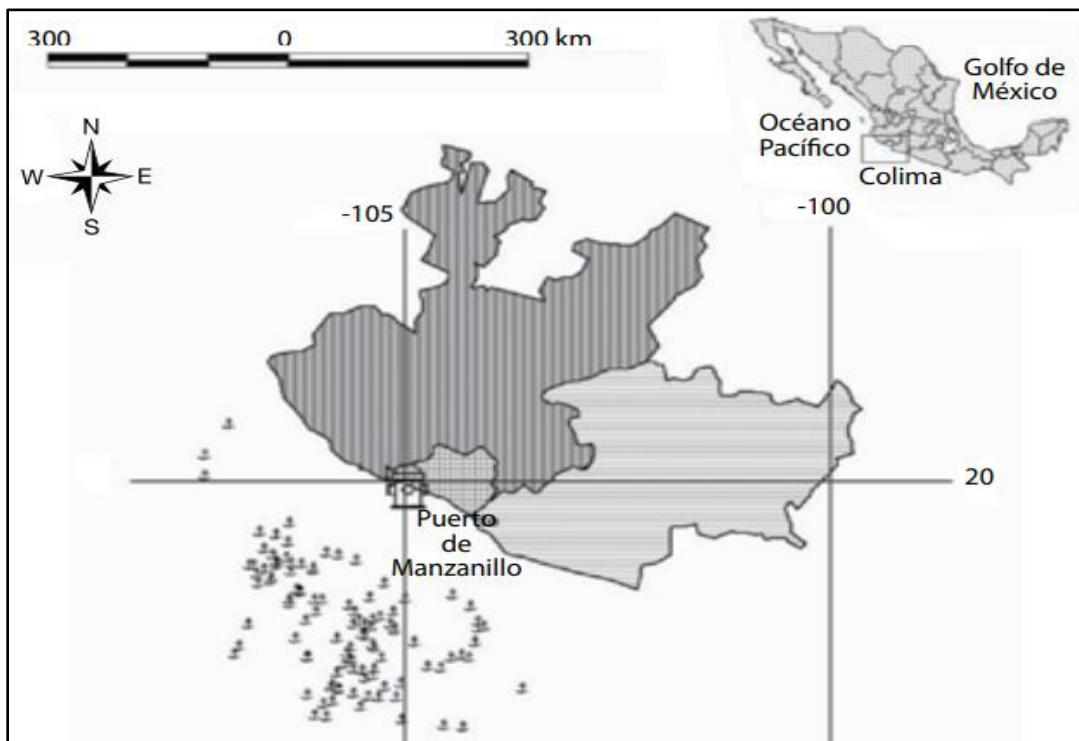 300 0 300 km
Golfo de
México
Océano
Pacífico
Colima
N
W E
S
-105
-100
20
Puerto
de
Manzanillo